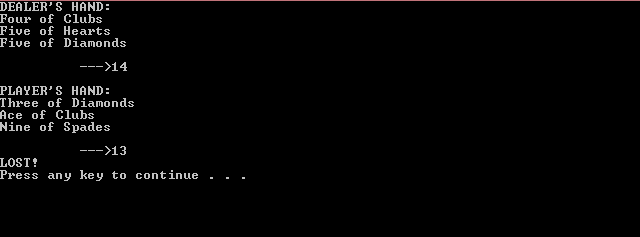 DEALER'S HAND:
Four of Clubs
Five of Hearts
Five of Diamonds
--->14
PLAYER'S HAND:
Three of Diamonds
Ace of Clubs
Nine of Spades
--->13
LOST!
Press any key to continue . . .